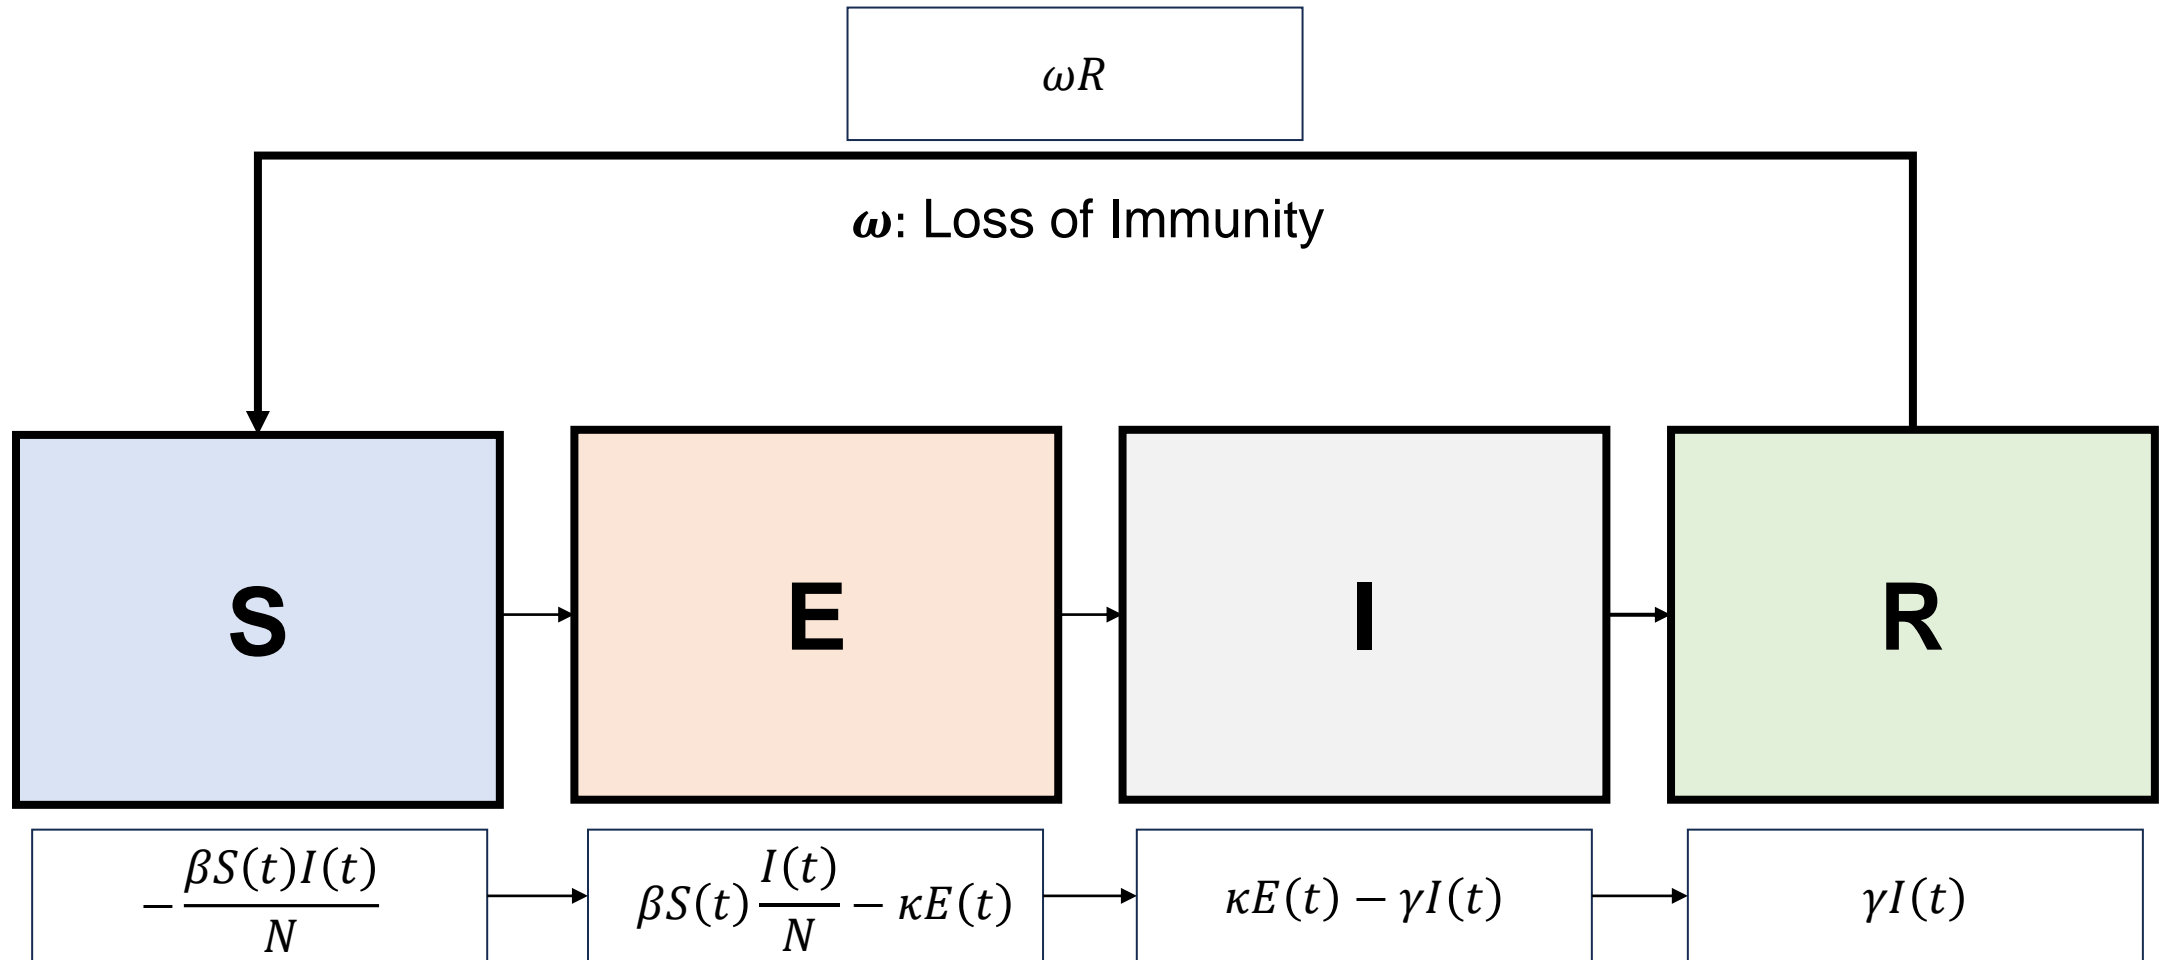 ωR
ω: Loss of Immunity
S
E
I
R
− βS(t)I(t)
N
βS(t) I(t)/N − κE(t)
κE(t) − γI(t)
γI(t)